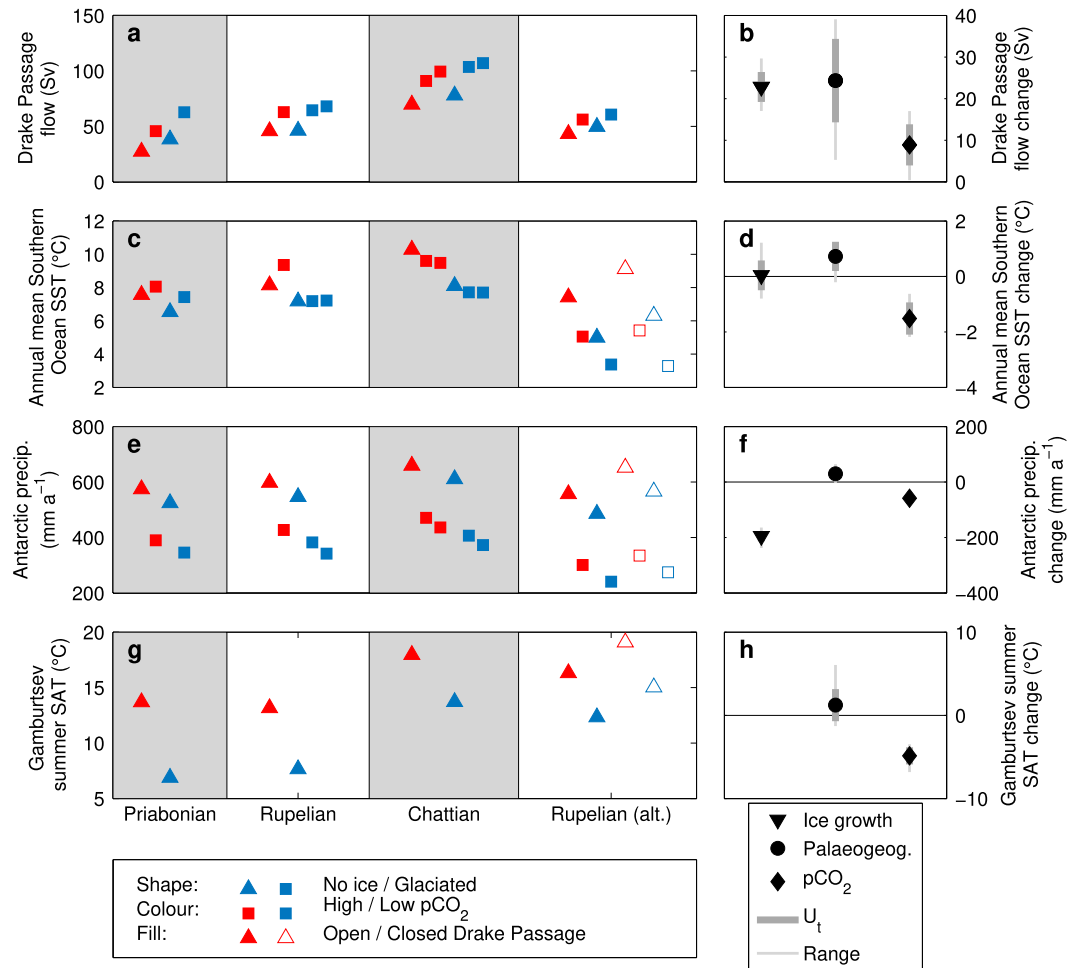 a
150
100
50
0
Drake Passage
flow (Sv)
b
40
30
20
10
0
Drake Passage
flow change (Sv)
c
12
10
8
6
4
2
Annual mean Southern
Ocean SST (°C)
d
2
0
−2
−4
Annual mean Southern
Ocean SST change (°C)
e
800
600
400
200
Antarctic precip.
(mm a−1)
f
200
0
−200
−400
Antarctic precip.
change (mm a−1)
g
20
15
10
5
Gamburtsev
summer SAT (°C)
h
10
0
−10
Gamburtsev summer
SAT change (°C)
Priabonian Rupelian Chattian Rupelian (alt.)
Shape: No ice / Glaciated
Colour: High / Low pCO2
Fill: Open / Closed Drake Passage
Ice growth
Palaeogeog.
pCO2
Ut
Range